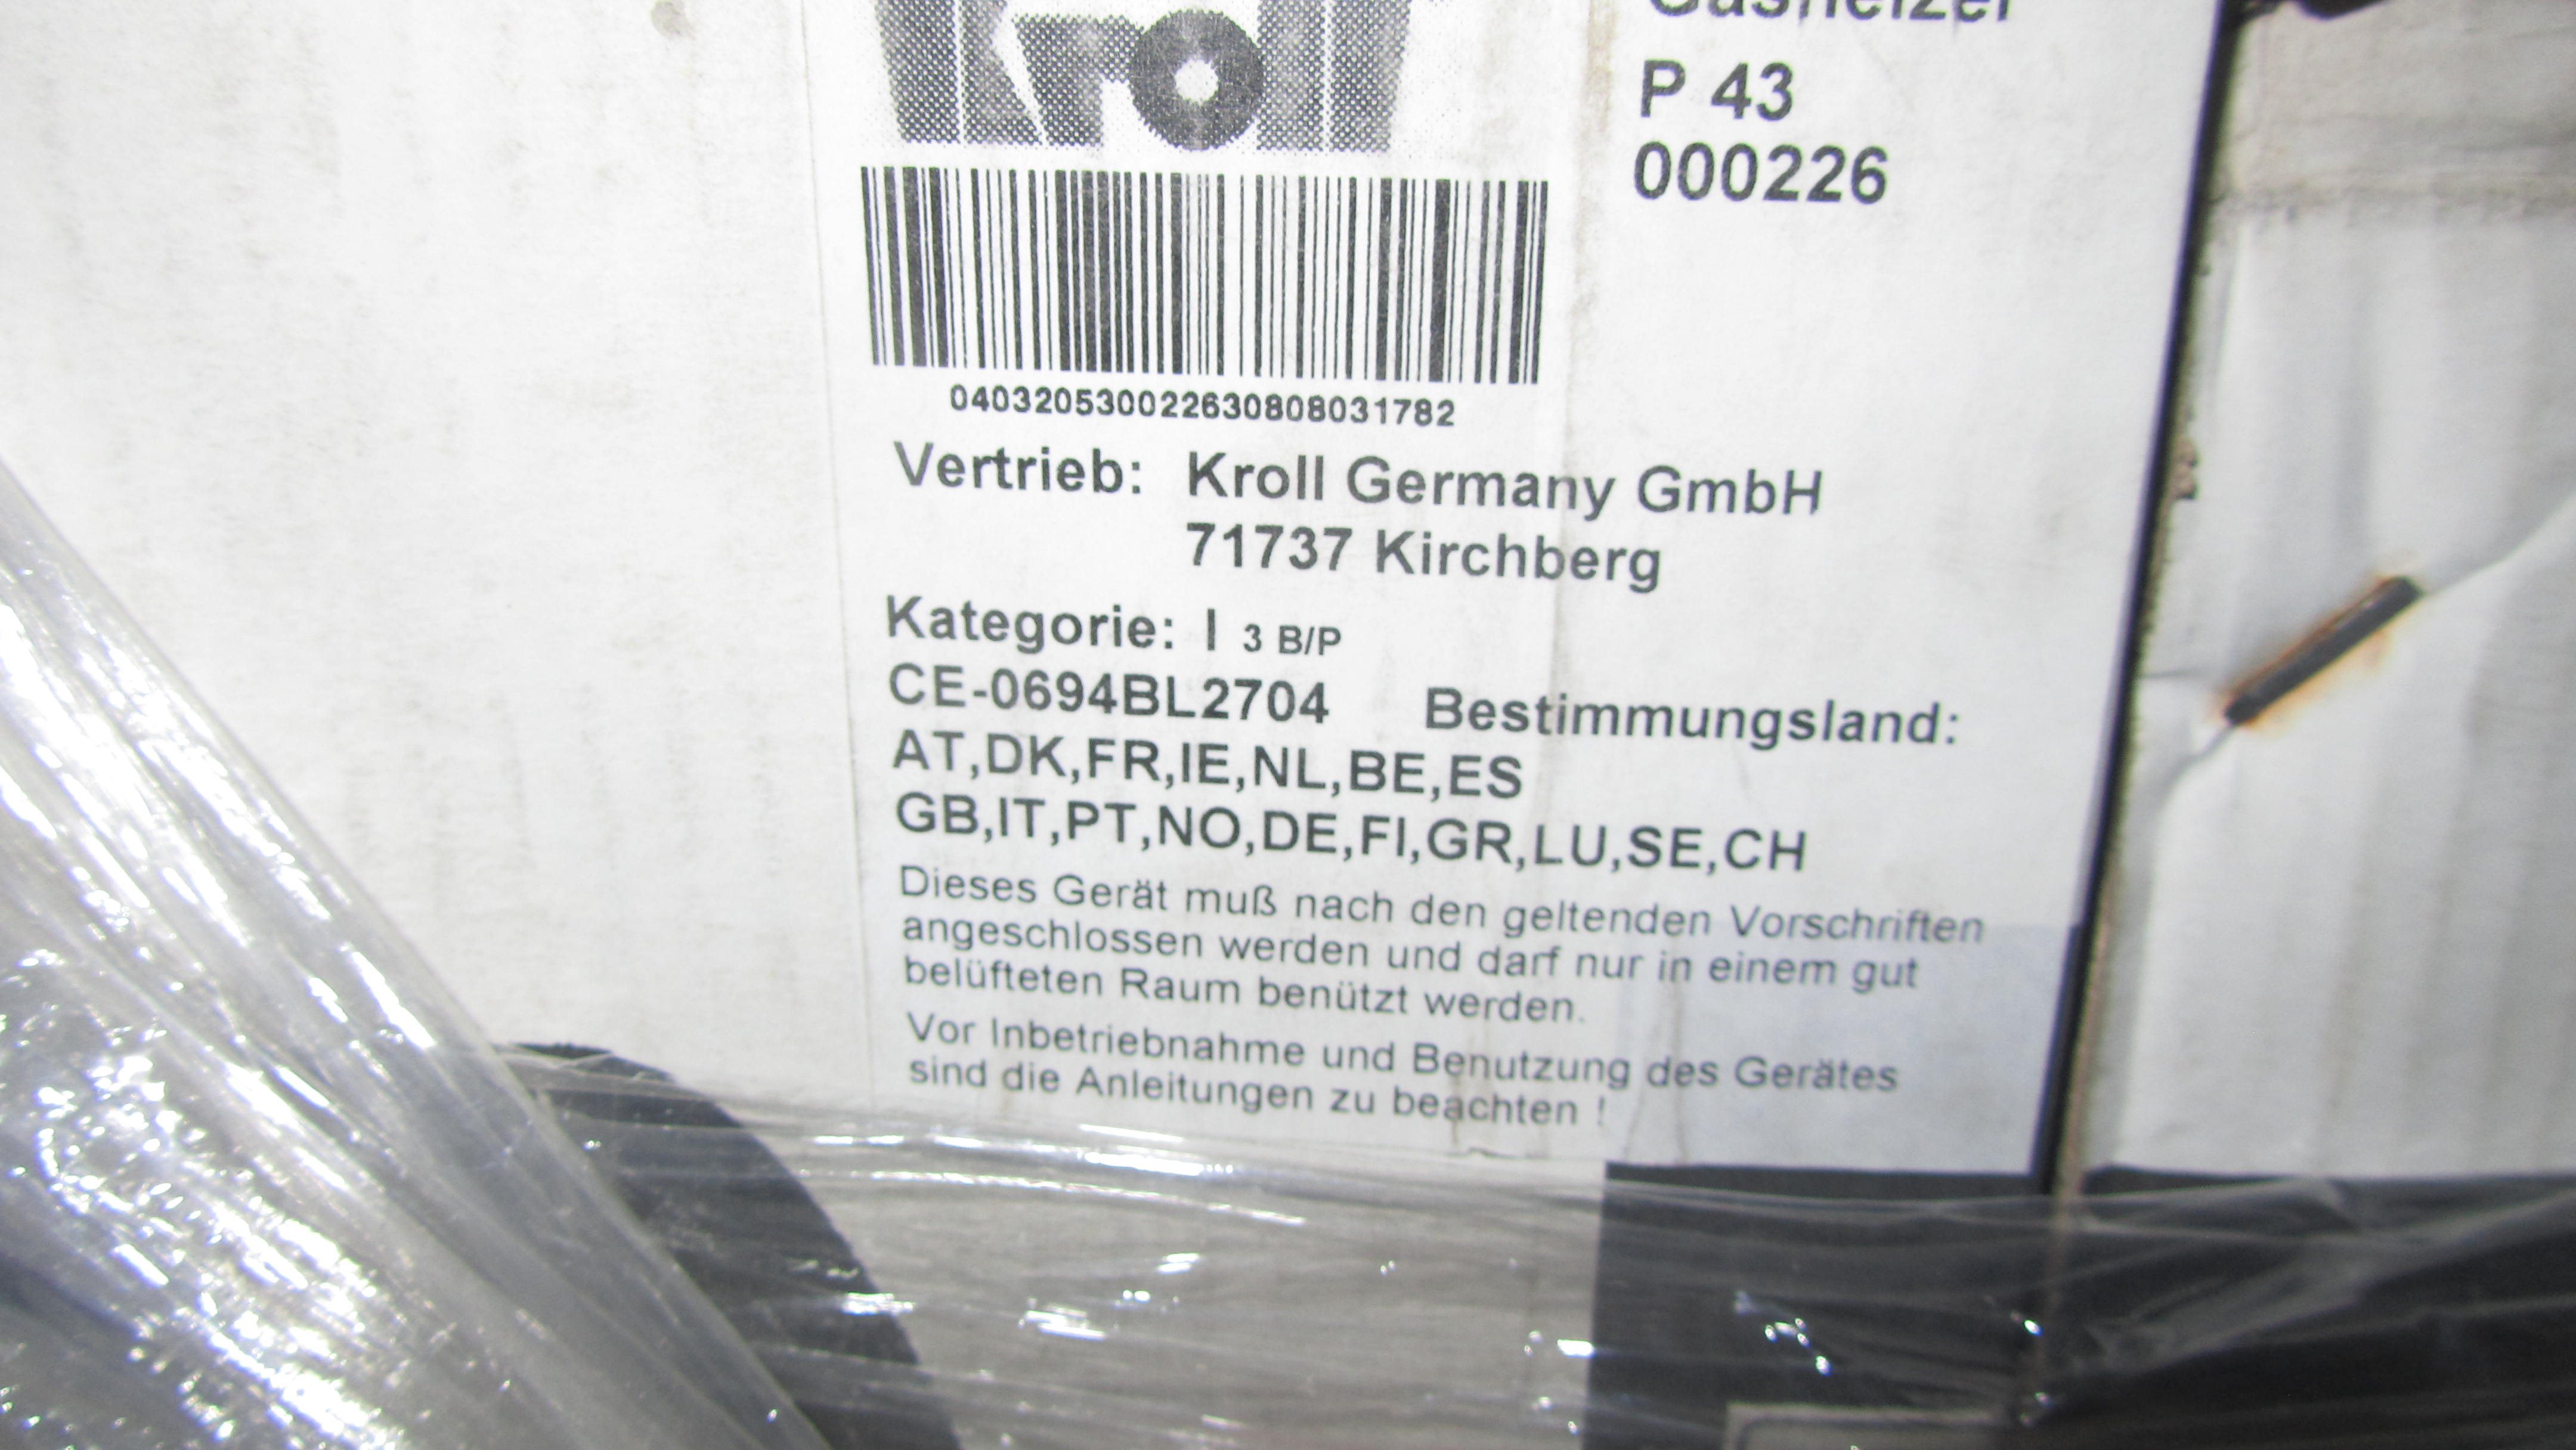 Kroll
Gasheizer
P 43
000226
04032053002263080803 1782
Vertrieb: Kroll Germany GmbH
71737 Kirchberg
Kategorie: I 3 B/P
CE-0694BL2704 Bestimmungsland:
AT,DK,FR,IE,NL,BE,ES
GB,IT,PT,NO,DE,FI,GR,LU,SE,CH
Dieses Gerät muß nach den geltenden Vorschriften
angeschlossen werden und darf nur in einem gut
belüfteten Raum benützt werden.
Vor Inbetriebnahme und Benutzung des Gerätes
sind die Anleitungen zu beachten !